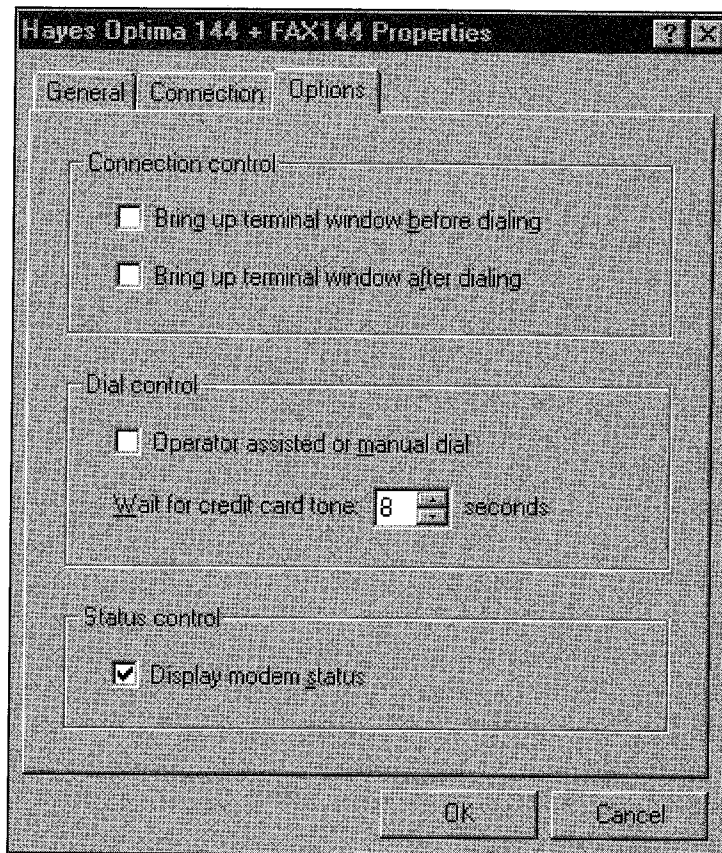 Hayes Optima 144 + FAX144 Properties ? X
General Connection Options
Connection control
Bring up terminal window before dialing
Bring up terminal window after dialing
Dial control
Operator assisted or manual dial
Wait for credit card tone: 8 seconds
Status control
Display modem status
OK Cancel